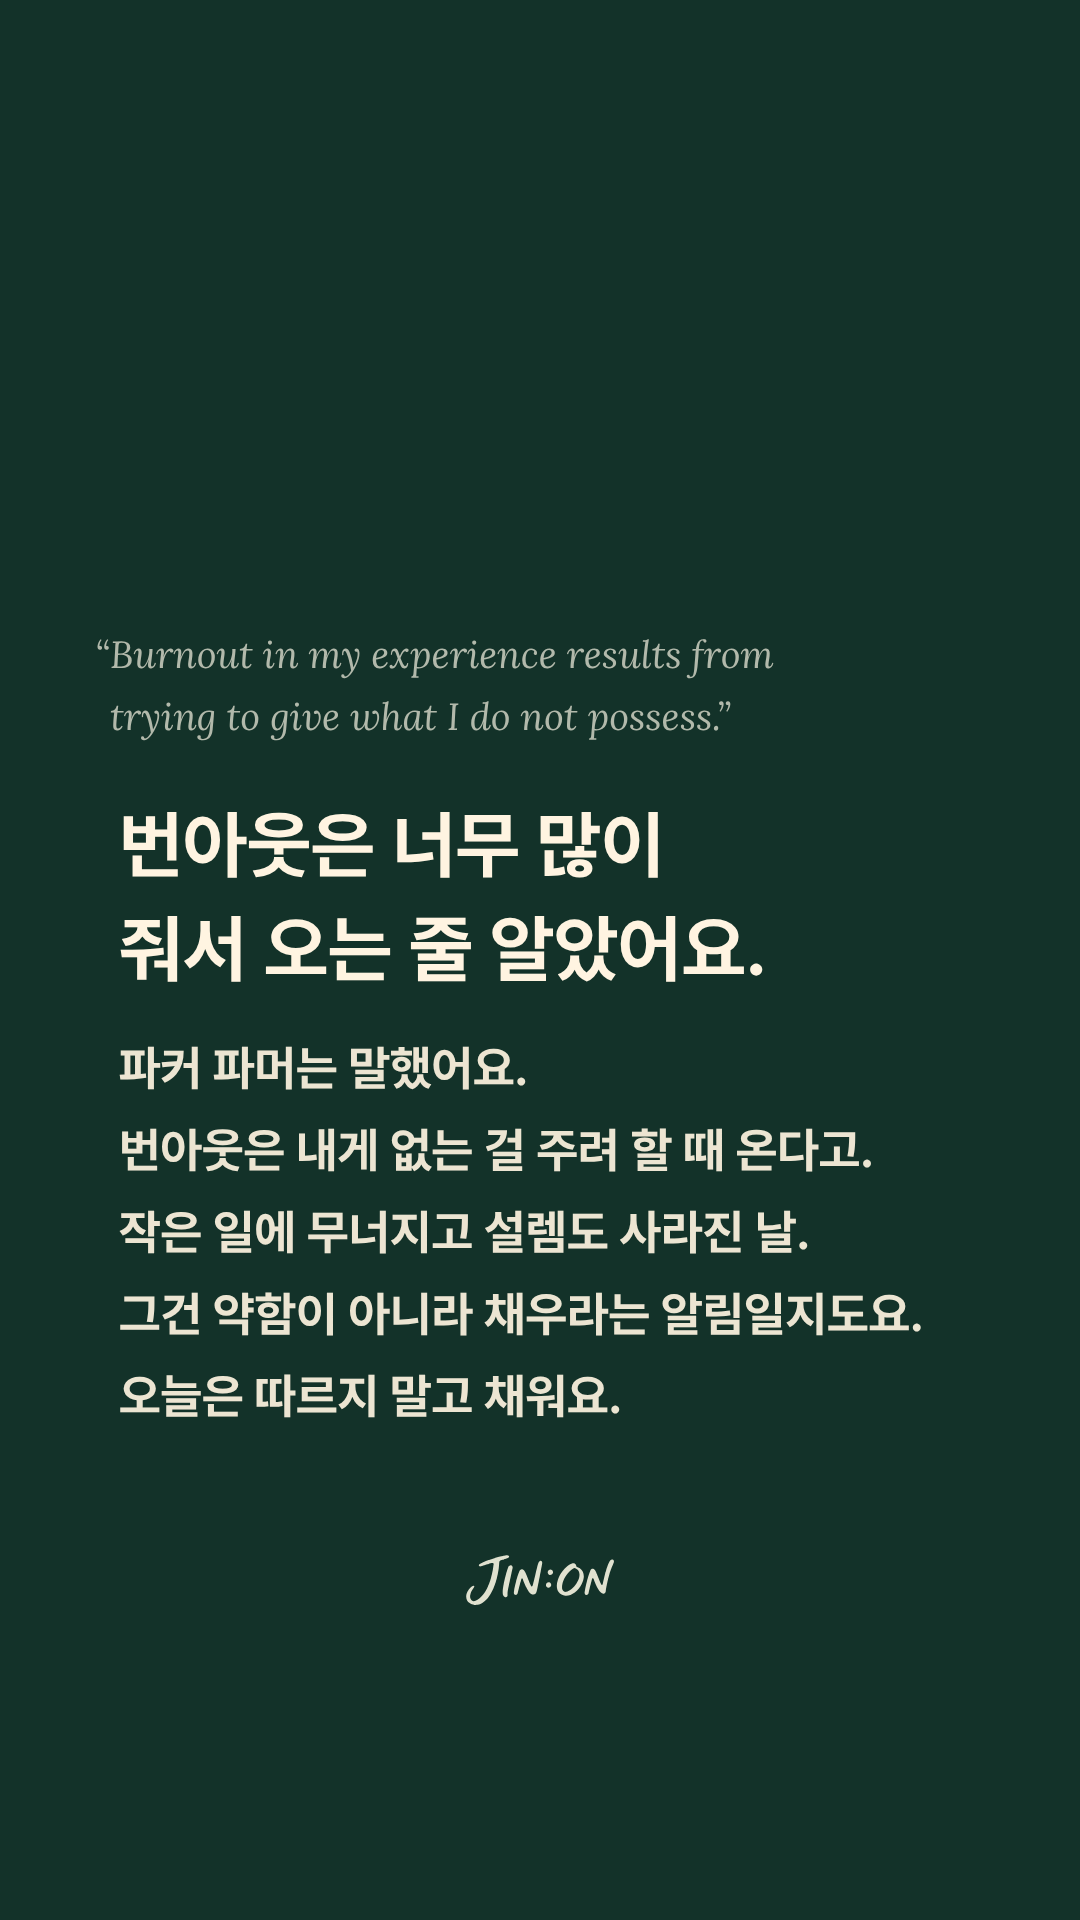 “Burnout in my experience results from
trying to give what I do not possess.”
번아웃은 너무 많이
줘서 오는 줄 알았어요.
파커 파머는 말했어요.
번아웃은 내게 없는 걸 주려 할 때 온다고.
작은 일에 무너지고 설렘도 사라진 날.
그건 약함이 아니라 채우라는 알림일지도요.
오늘은 따르지 말고 채워요.
JIN:ON